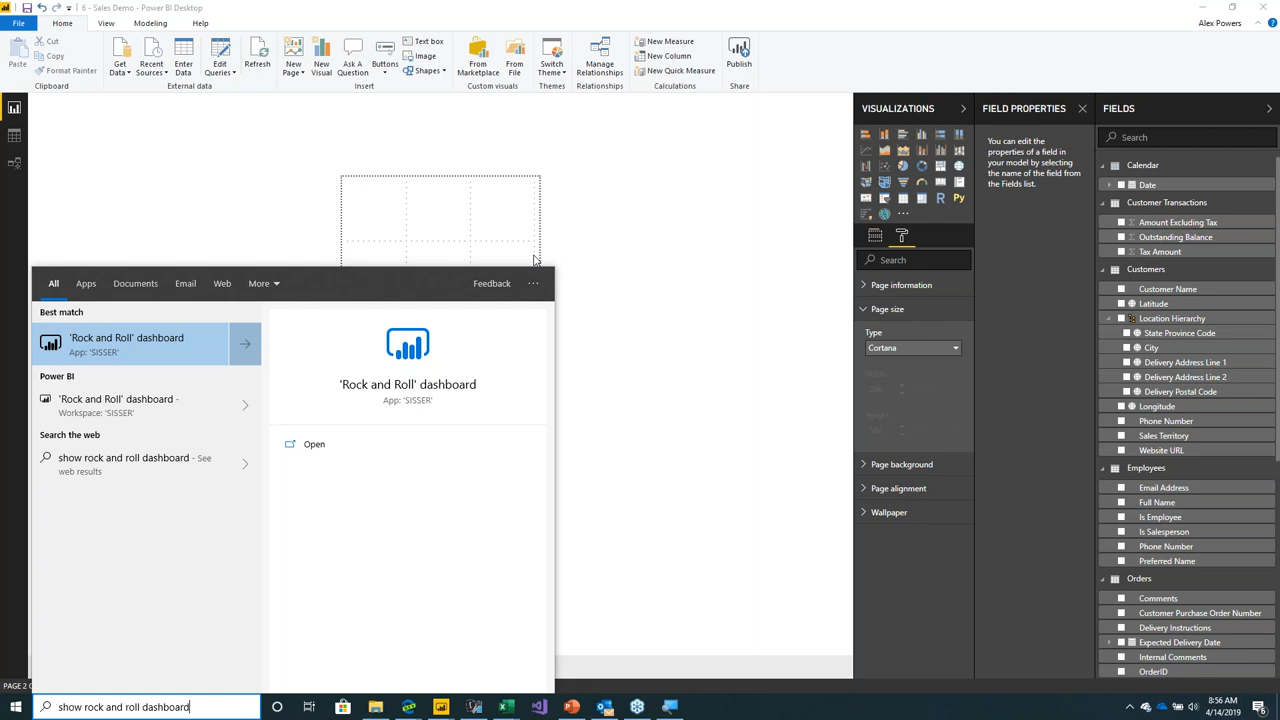 6 - Sales Demo - Power BI Desktop
File
Home
View
Modeling
Help
Alex Powers
Paste
Cut
Copy
Format Painter
Clipboard
Get Data
Recent Sources
Enter Data
Edit Queries
Refresh
External data
New Page
New Visual
Ask A Question
Buttons
Text box
Image
Shapes
Insert
From Marketplace
From File
Custom visuals
Switch Theme
Themes
Manage Relationships
Relationships
New Measure
New Column
New Quick Measure
Calculations
Publish
Share
VISUALIZATIONS
R
Py
Search
Page information
Page size
Type
Cortana
Page background
Page alignment
Wallpaper
FIELD PROPERTIES
You can edit the
properties of a field in
your model by selecting
the name of the field from
the Fields list.
FIELDS
Search
Calendar
Date
Customer Transactions
Amount Excluding Tax
Outstanding Balance
Tax Amount
Customers
Customer Name
Latitude
Location Hierarchy
State Province Code
City
Delivery Address Line 1
Delivery Address Line 2
Delivery Postal Code
Longitude
Phone Number
Sales Territory
Website URL
Employees
Email Address
Full Name
Is Employee
Is Salesperson
Phone Number
Preferred Name
Orders
Comments
Customer Purchase Order Number
Delivery Instructions
Expected Delivery Date
Internal Comments
OrderID
All
Apps
Documents
Email
Web
More
Feedback
Best match
'Rock and Roll' dashboard
App: 'SISSER'
Power BI
'Rock and Roll' dashboard -
Workspace: 'SISSER'
Search the web
show rock and roll dashboard - See
web results
'Rock and Roll' dashboard
App: 'SISSER'
Open
PAGE 2
show rock and roll dashboard
8:56 AM
4/14/2019